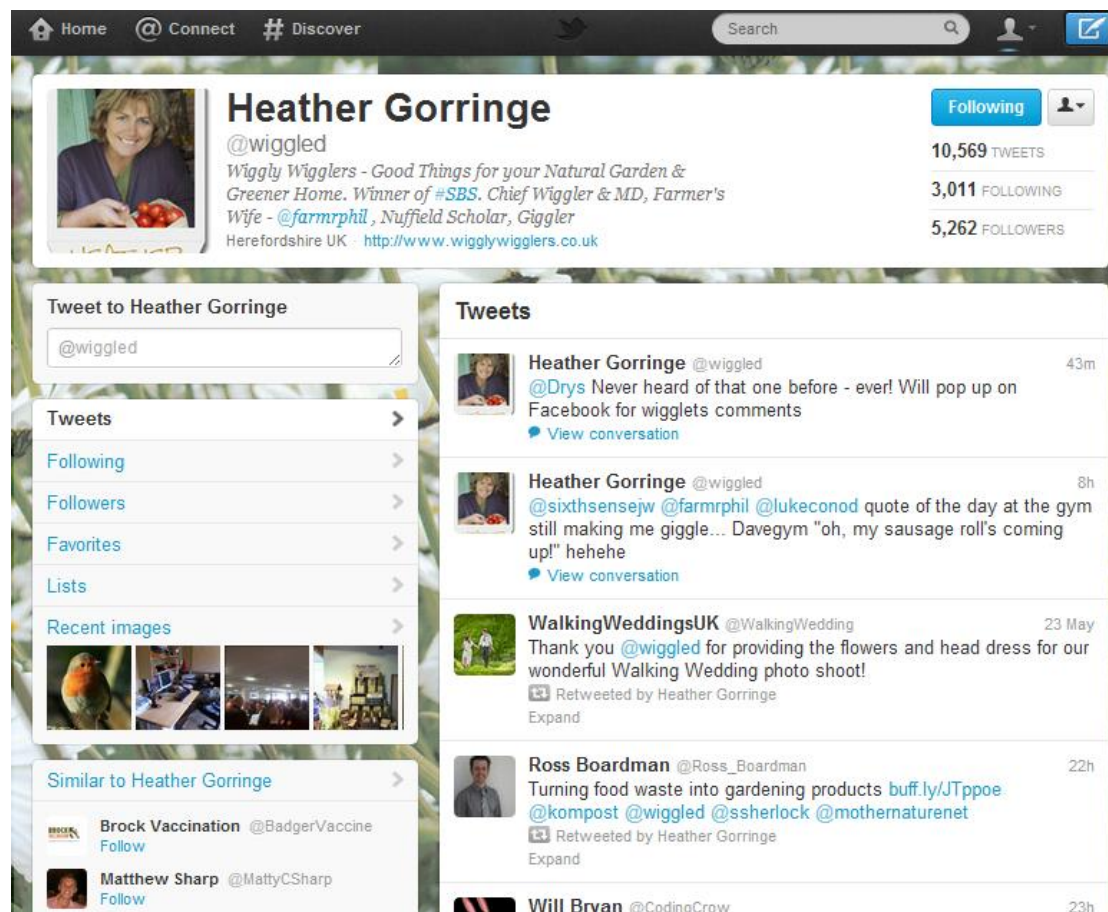 Home
@ Connect
# Discover
Search
Heather Gorringe
@wiggled
Wiggly Wigglers - Good Things for your Natural Garden &
Greener Home. Winner of #SBS. Chief Wiggler & MD, Farmer's
Wife - @farmrphil , Nuffield Scholar, Giggler
Herefordshire UK · http://www.wigglywigglers.co.uk
Following
10,569 TWEETS
3,011 FOLLOWING
5,262 FOLLOWERS
Tweet to Heather Gorringe
@wiggled
Tweets
Following
Followers
Favorites
Lists
Recent images
Similar to Heather Gorringe
Brock Vaccination @BadgerVaccine
Follow
Matthew Sharp @MattyCSharp
Follow
Tweets
Heather Gorringe @wiggled 43m
@Drys Never heard of that one before - ever! Will pop up on
Facebook for wigglets comments
View conversation
Heather Gorringe @wiggled 8h
@sixthsensejw @farmrphil @lukeconod quote of the day at the gym
still making me giggle... Davegym "oh, my sausage roll's coming
up!" hehehe
View conversation
WalkingWeddingsUK @WalkingWedding 23 May
Thank you @wiggled for providing the flowers and head dress for our
wonderful Walking Wedding photo shoot!
Retweeted by Heather Gorringe
Expand
Ross Boardman @Ross_Boardman 22h
Turning food waste into gardening products buff.ly/JTppoe
@kompost @wiggled @ssherlock @mothernaturenet
Retweeted by Heather Gorringe
Expand
Will Bryan @CodingCrow 23h